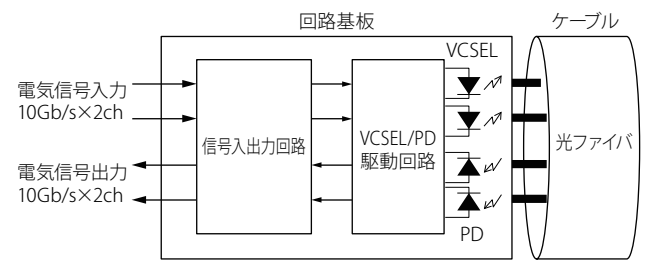 回路基板
ケーブル
VCSEL
電気信号入力
10Gb/s×2ch
信号入出力回路
VCSEL/PD
駆動回路
光ファイバ
電気信号出力
10Gb/s×2ch
PD